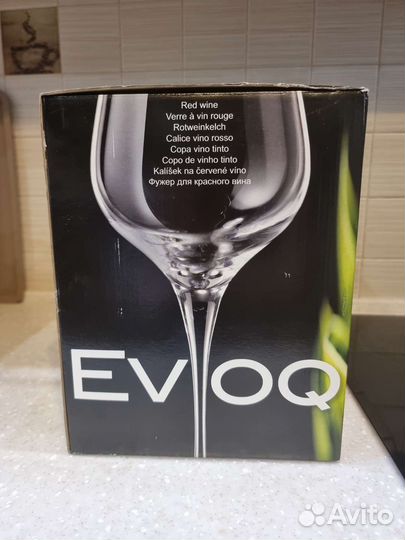 Red wine
Verre à vin rouge
Rotweinkelch
Calice vino rosso
Copa vino tinto
Copo de vinho tinto
Kalíšek na červené víno
Фужер для красного вина
EVOQ
Avito